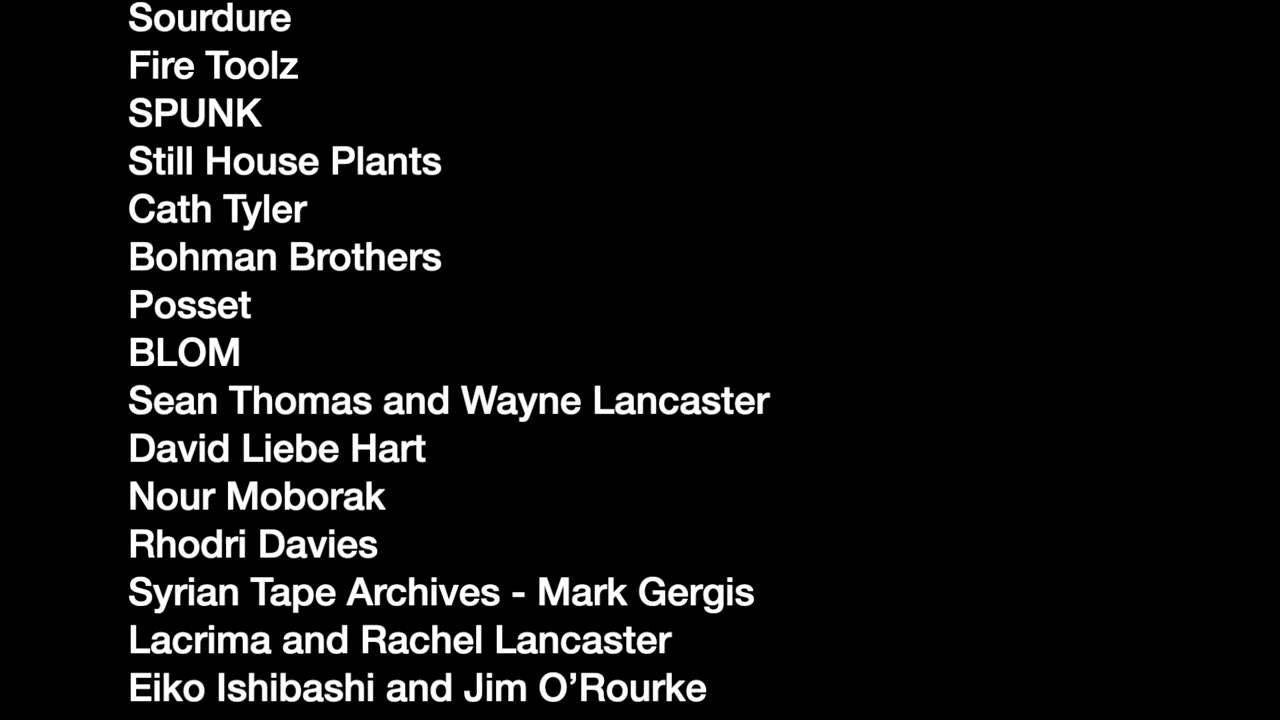 Sourdure
Fire Toolz
SPUNK
Still House Plants
Cath Tyler
Bohman Brothers
Posset
BLOM
Sean Thomas and Wayne Lancaster
David Liebe Hart
Nour Moborak
Rhodri Davies
Syrian Tape Archives - Mark Gergis
Lacrima and Rachel Lancaster
Eiko Ishibashi and Jim O’Rourke